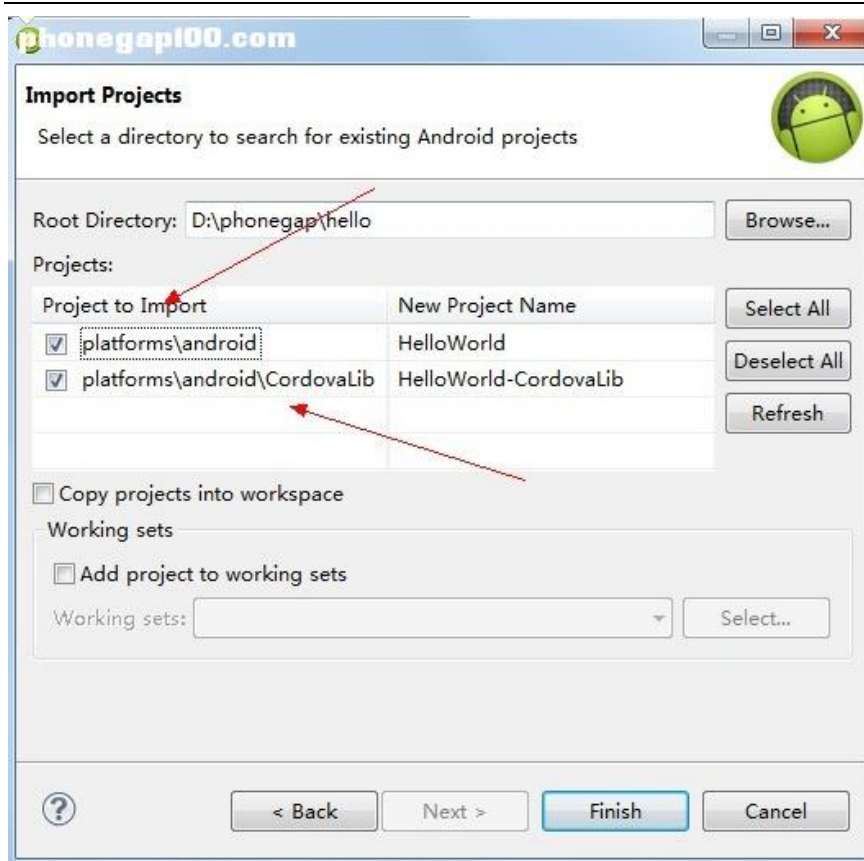 phonegap100.com
Import Projects
Select a directory to search for existing Android projects
Root Directory: D:\phonegap\hello Browse...
Projects:
Project to Import New Project Name Select All
platforms\android HelloWorld
Deselect All
platforms\android\CordovaLib HelloWorld-CordovaLib
Refresh
Copy projects into workspace
Working sets
Add project to working sets
Working sets: Select...
? < Back Next > Finish Cancel